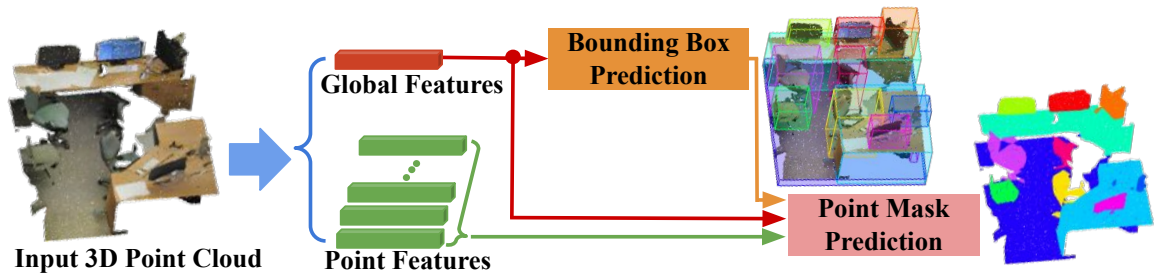 Input 3D Point Cloud
Global Features
Point Features
Bounding Box
Prediction
Point Mask
Prediction